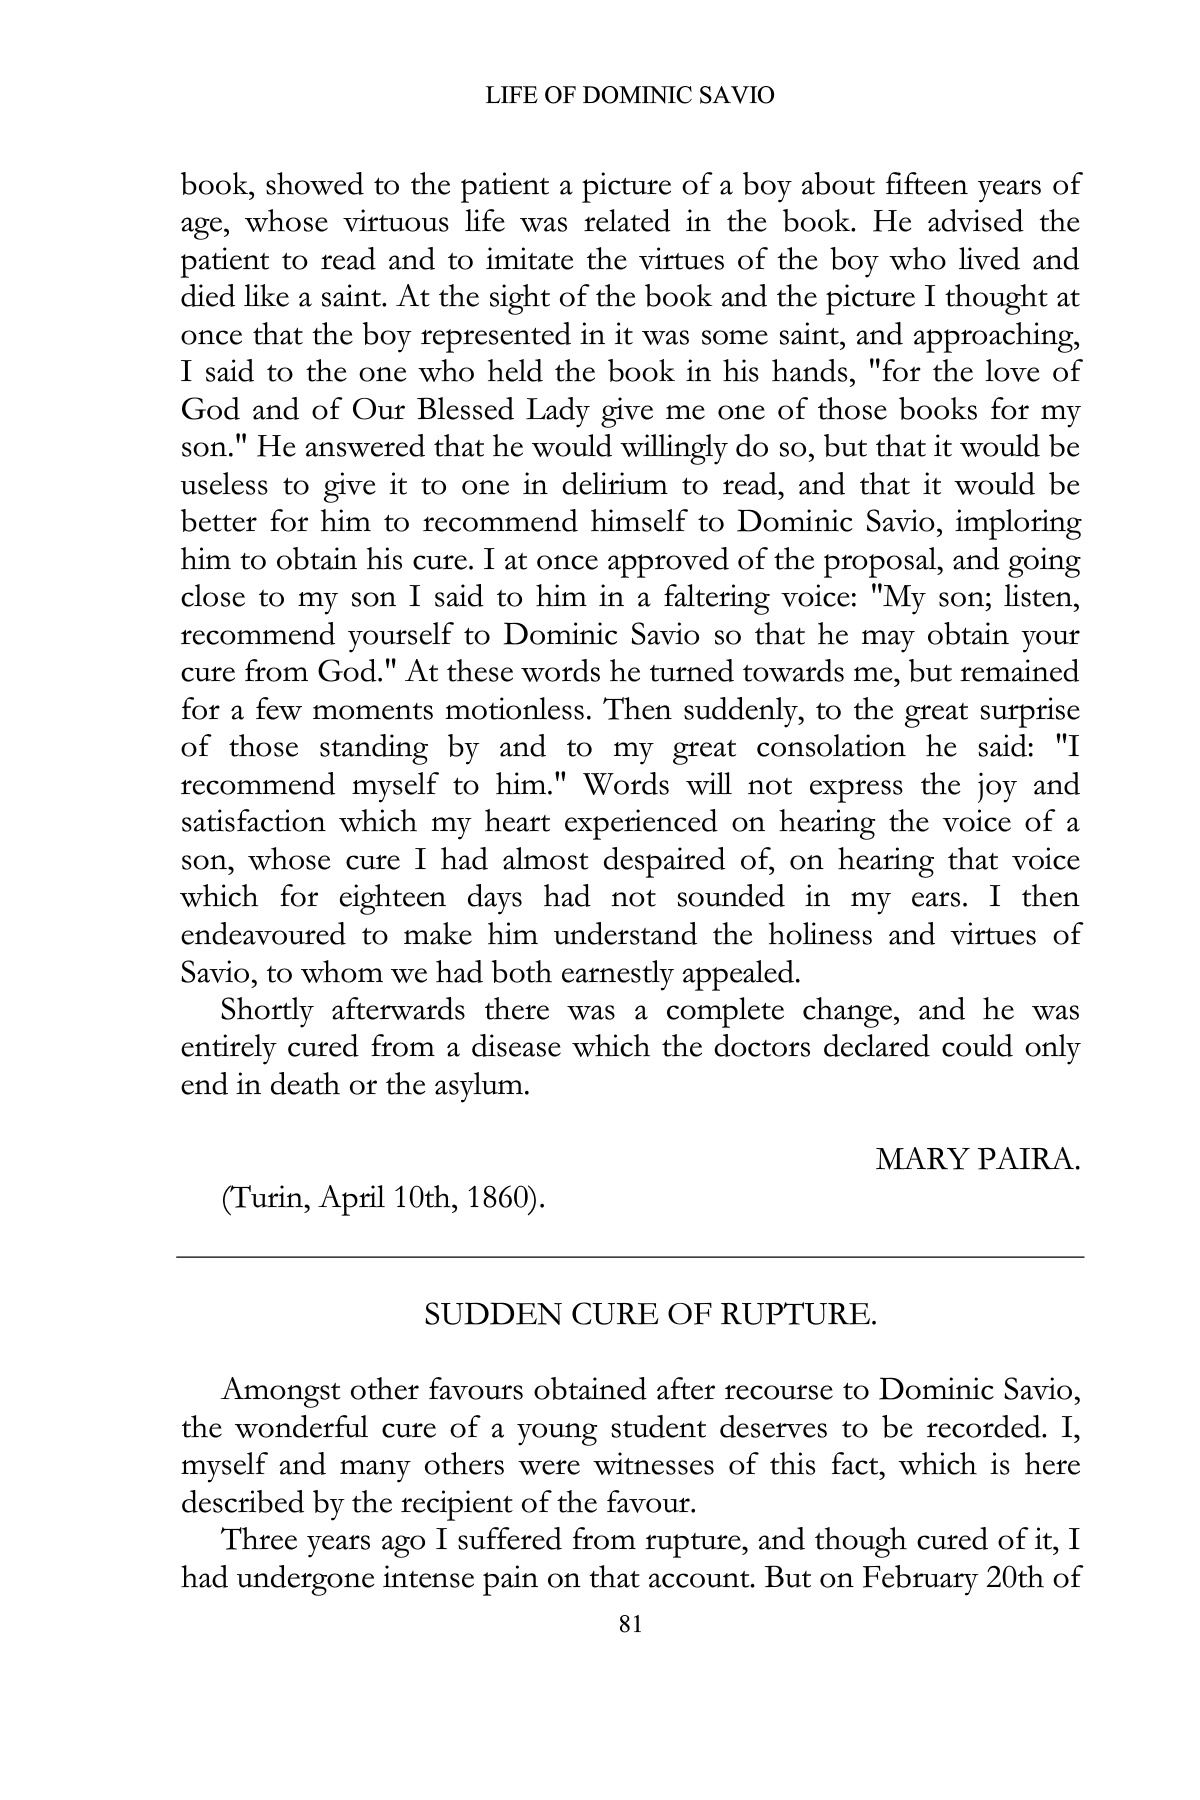 LIFE OF DOMINIC SAVIO
book, showed to the patient a picture of a boy about fifteen years of
age, whose virtuous life was related in the book. He advised the
patient to read and to imitate the virtues of the boy who lived and
died like a saint. At the sight of the book and the picture I thought at
once that the boy represented in it was some saint, and approaching,
I said to the one who held the book in his hands, "for the love of
God and of Our Blessed Lady give me one of those books for my
son." He answered that he would willingly do so, but that it would be
useless to give it to one in delirium to read, and that it would be
better for him to recommend himself to Dominic Savio, imploring
him to obtain his cure. I at once approved of the proposal, and going
close to my son I said to him in a faltering voice: "My son; listen,
recommend yourself to Dominic Savio so that he may obtain your
cure from God." At these words he turned towards me, but remained
for a few moments motionless. Then suddenly, to the great surprise
of those standing by and to my great consolation he said: "I
recommend myself to him." Words will not express the joy and
satisfaction which my heart experienced on hearing the voice of a
son, whose cure I had almost despaired of, on hearing that voice
which for eighteen days had not sounded in my ears. I then
endeavoured to make him understand the holiness and virtues of
Savio, to whom we had both earnestly appealed.
Shortly afterwards there was a complete change, and he was
entirely cured from a disease which the doctors declared could only
end in death or the asylum.
MARY PAIRA.
(Turin, April 10th, 1860).
SUDDEN CURE OF RUPTURE.
Amongst other favours obtained after recourse to Dominic Savio,
the wonderful cure of a young student deserves to be recorded. I,
myself and many others were witnesses of this fact, which is here
described by the recipient of the favour.
Three years ago I suffered from rupture, and though cured of it, I
had undergone intense pain on that account. But on February 20th of
81